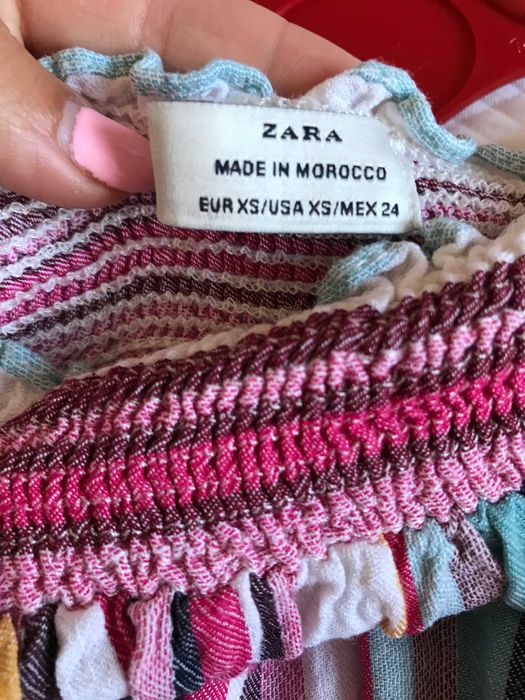 ZARA
MADE IN MOROCCO
EUR XS/USA XS/MEX 24